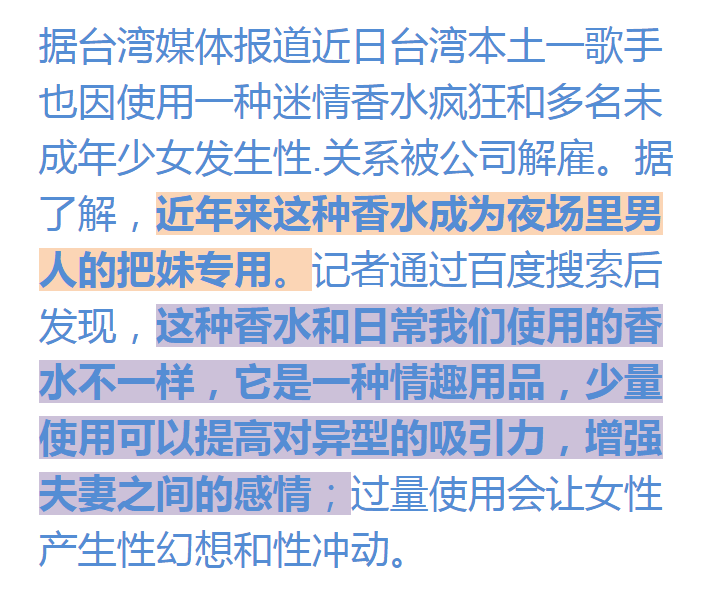 据台湾媒体报道近日台湾本土一歌手
也因使用一种迷情香水疯狂和多名未
成年少女发生性.关系被公司解雇。据
了解，近年来这种香水成为夜场里男
人的把妹专用。记者通过百度搜索后
发现，这种香水和日常我们使用的香
水不一样，它是一种情趣用品，少量
使用可以提高对异型的吸引力，增强
夫妻之间的感情；过量使用会让女性
产生性幻想和性冲动。